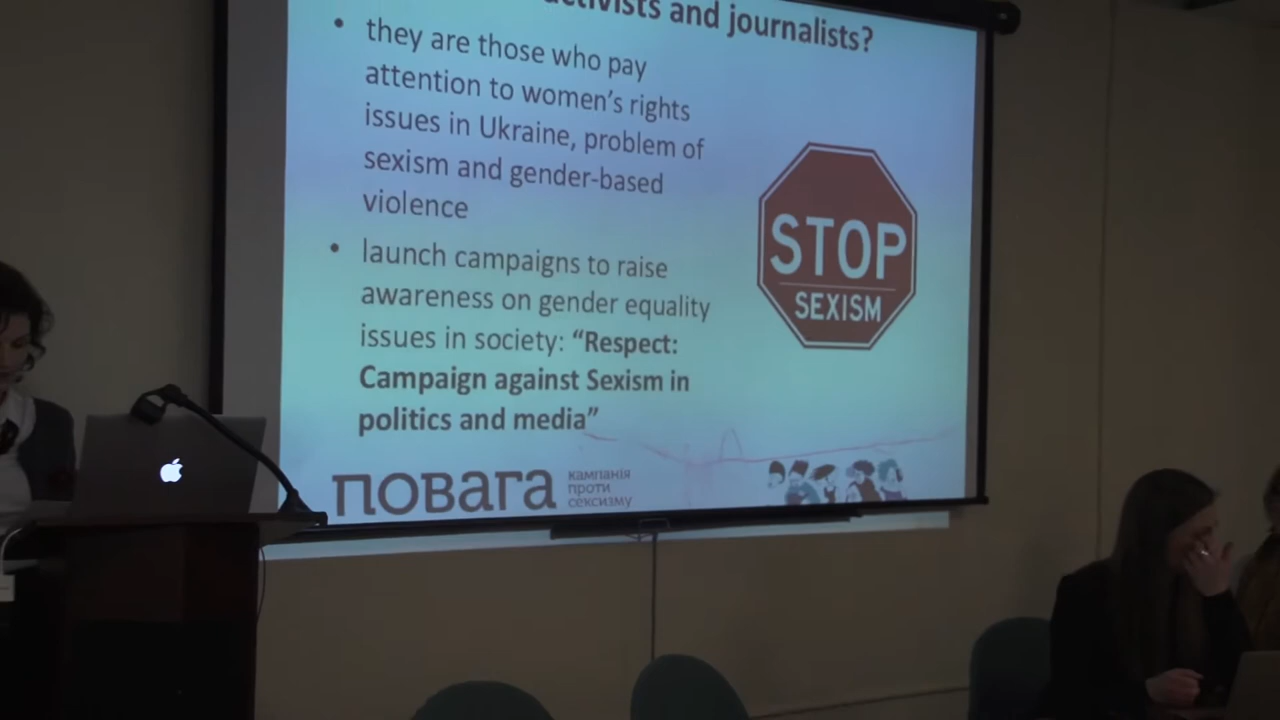 activists and journalists?
• they are those who pay
attention to women's rights
issues in Ukraine, problem of
sexism and gender-based
violence
• launch campaigns to raise
awareness on gender equality
issues in society: “Respect:
Campaign against Sexism in
politics and media”
STOP
SEXISM
ПОВАГА
кампанія
проти
сексизму